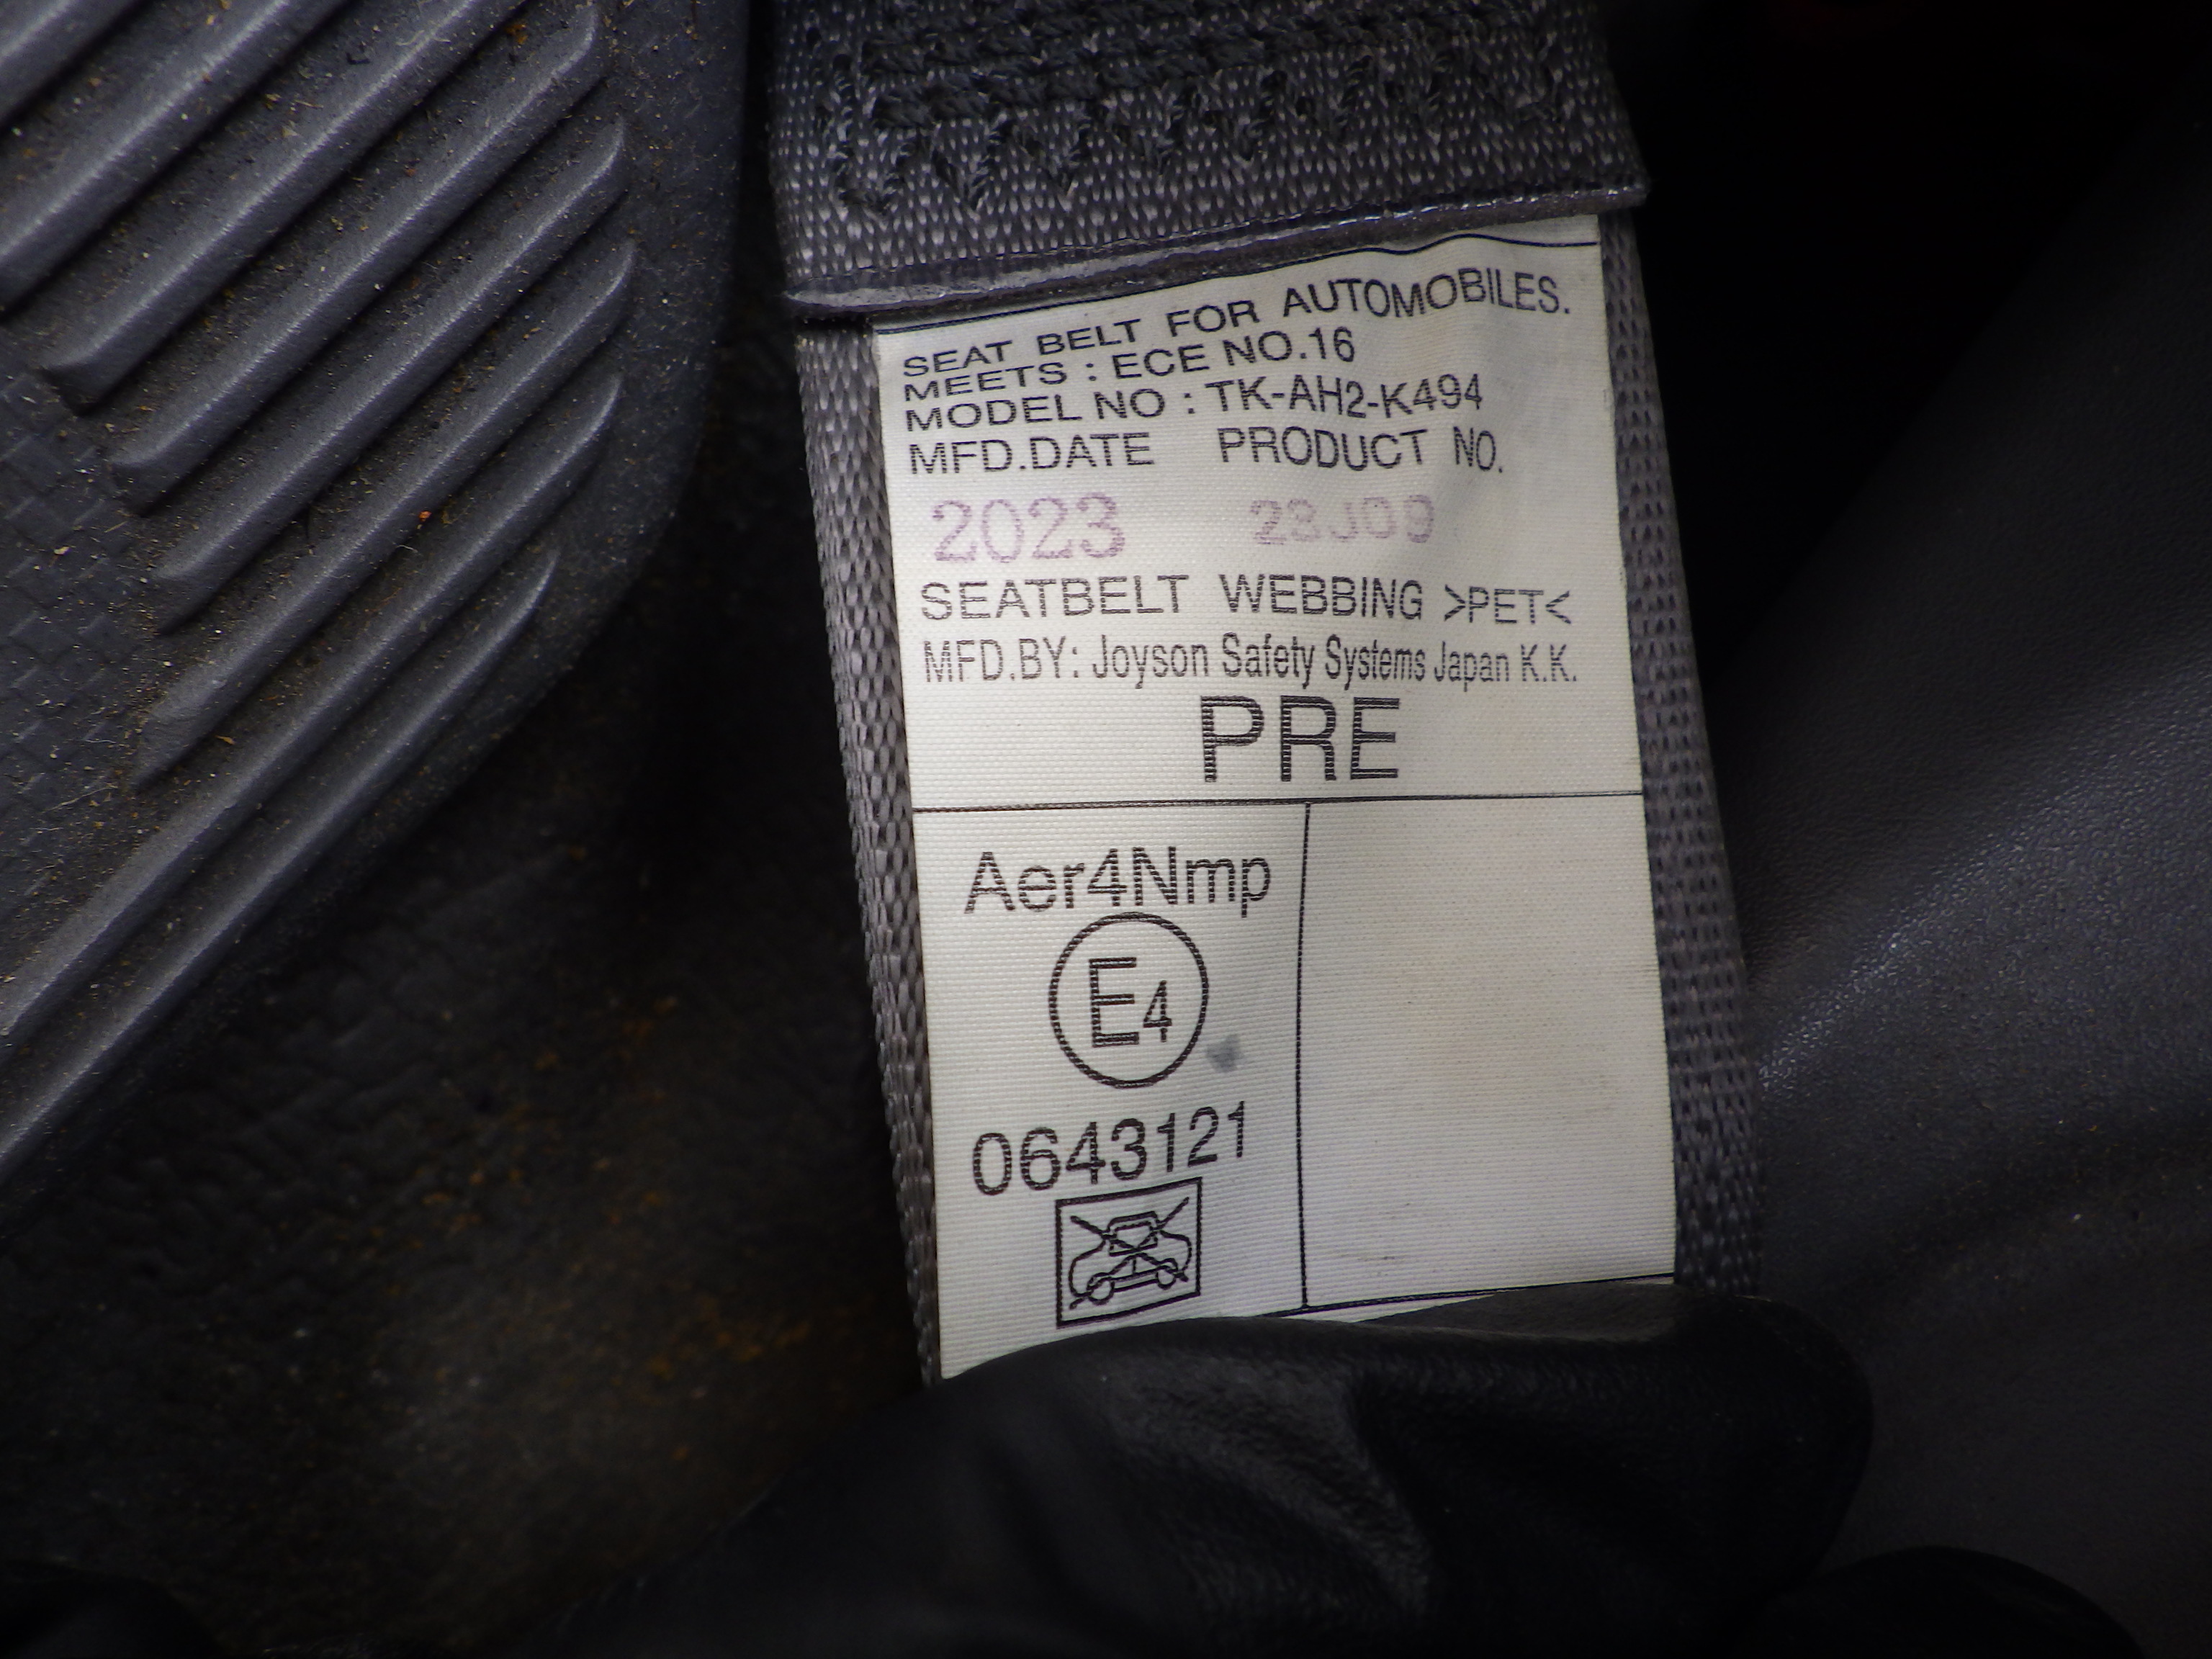 SEAT BELT FOR AUTOMOBILES.
MEETS : ECE NO.16
MODEL NO : TK-AH2-K494
MFD.DATE PRODUCT NO.
2023 23J09
SEATBELT WEBBING >PET<
MFD.BY: Joyson Safety Systems Japan K.K.
PRE
Aer4Nmp
E4
0643121